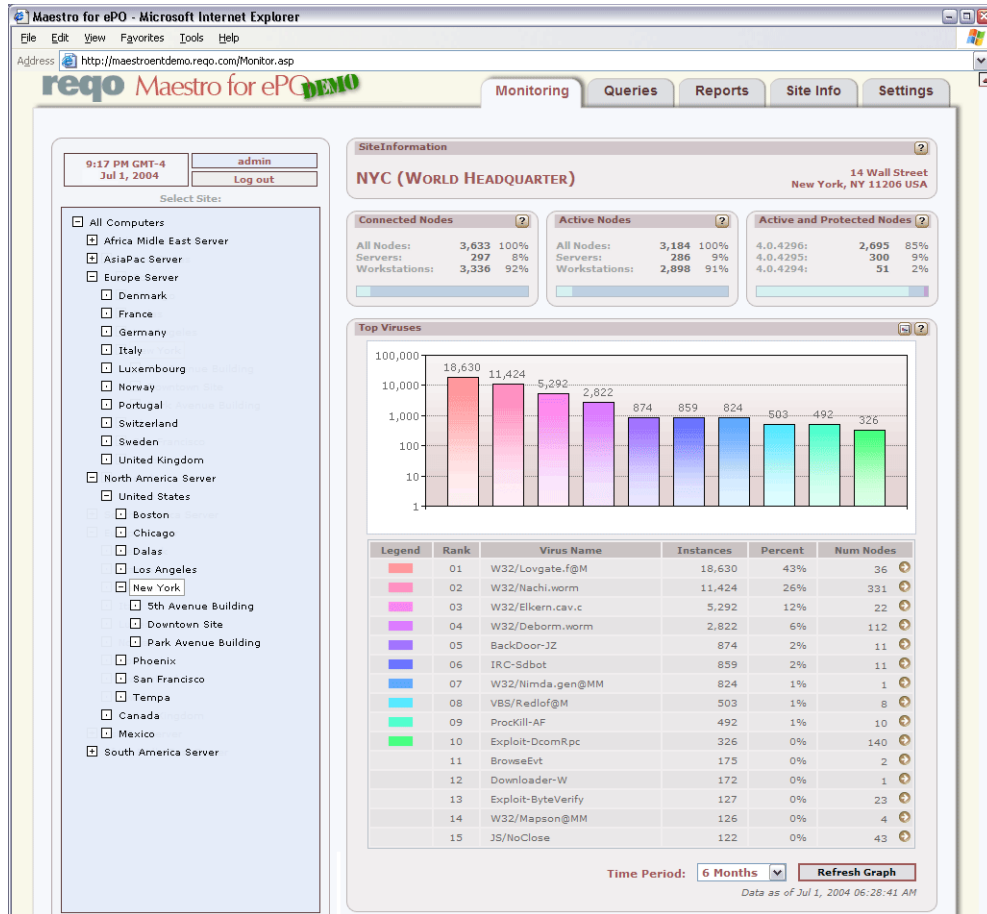 Maestro for ePO - Microsoft Internet Explorer
File Edit View Favorites Tools Help
Address http://maestroentdemo.reqo.com/Monitor.asp
reqo Maestro for ePO DEMO
Monitoring Queries Reports Site Info Settings
9:17 PM GMT-4
Jul 1, 2004
admin
Log out
Select Site:
All Computers
Africa Midle East Server
AsiaPac Server
Europe Server
Denmark
France
Germany
Italy
Luxembourg
Norway
Portugal
Switzerland
Sweden
United Kingdom
North America Server
United States
Boston
Chicago
Dalas
Los Angeles
New York
5th Avenue Building
Downtown Site
Park Avenue Building
Phoenix
San Francisco
Tempa
Canada
Mexico
South America Server
SiteInformation ?
NYC (World Headquarter)
14 Wall Street
New York, NY 11206 USA
Connected Nodes ?
All Nodes: 3,633 100%
Servers: 297 8%
Workstations: 3,336 92%
Active Nodes ?
All Nodes: 3,184 100%
Servers: 286 9%
Workstations: 2,898 91%
Active and Protected Nodes ?
4.0.4296: 2,695 85%
4.0.4295: 300 9%
4.0.4294: 51 2%
Top Viruses ?
100,000
10,000
1,000
100
10
1
18,630 11,424 5,292 2,822 874 859 824 503 492 326
Legend Rank Virus Name Instances Percent Num Nodes
01 W32/Lovgate.f@M 18,630 43% 36
02 W32/Nachi.worm 11,424 26% 331
03 W32/Elkern.cav.c 5,292 12% 22
04 W32/Deborm.worm 2,822 6% 112
05 BackDoor-JZ 874 2% 11
06 IRC-Sdbot 859 2% 11
07 W32/Nimda.gen@MM 824 1% 1
08 VBS/Redlof@M 503 1% 8
09 ProcKill-AF 492 1% 10
10 Exploit-DcomRpc 326 0% 140
11 BrowseEvt 175 0% 2
12 Downloader-W 172 0% 1
13 Exploit-ByteVerify 127 0% 23
14 W32/Mapson@MM 126 0% 4
15 JS/NoClose 122 0% 43
Time Period: 6 Months Refresh Graph
Data as of Jul 1, 2004 06:28:41 AM